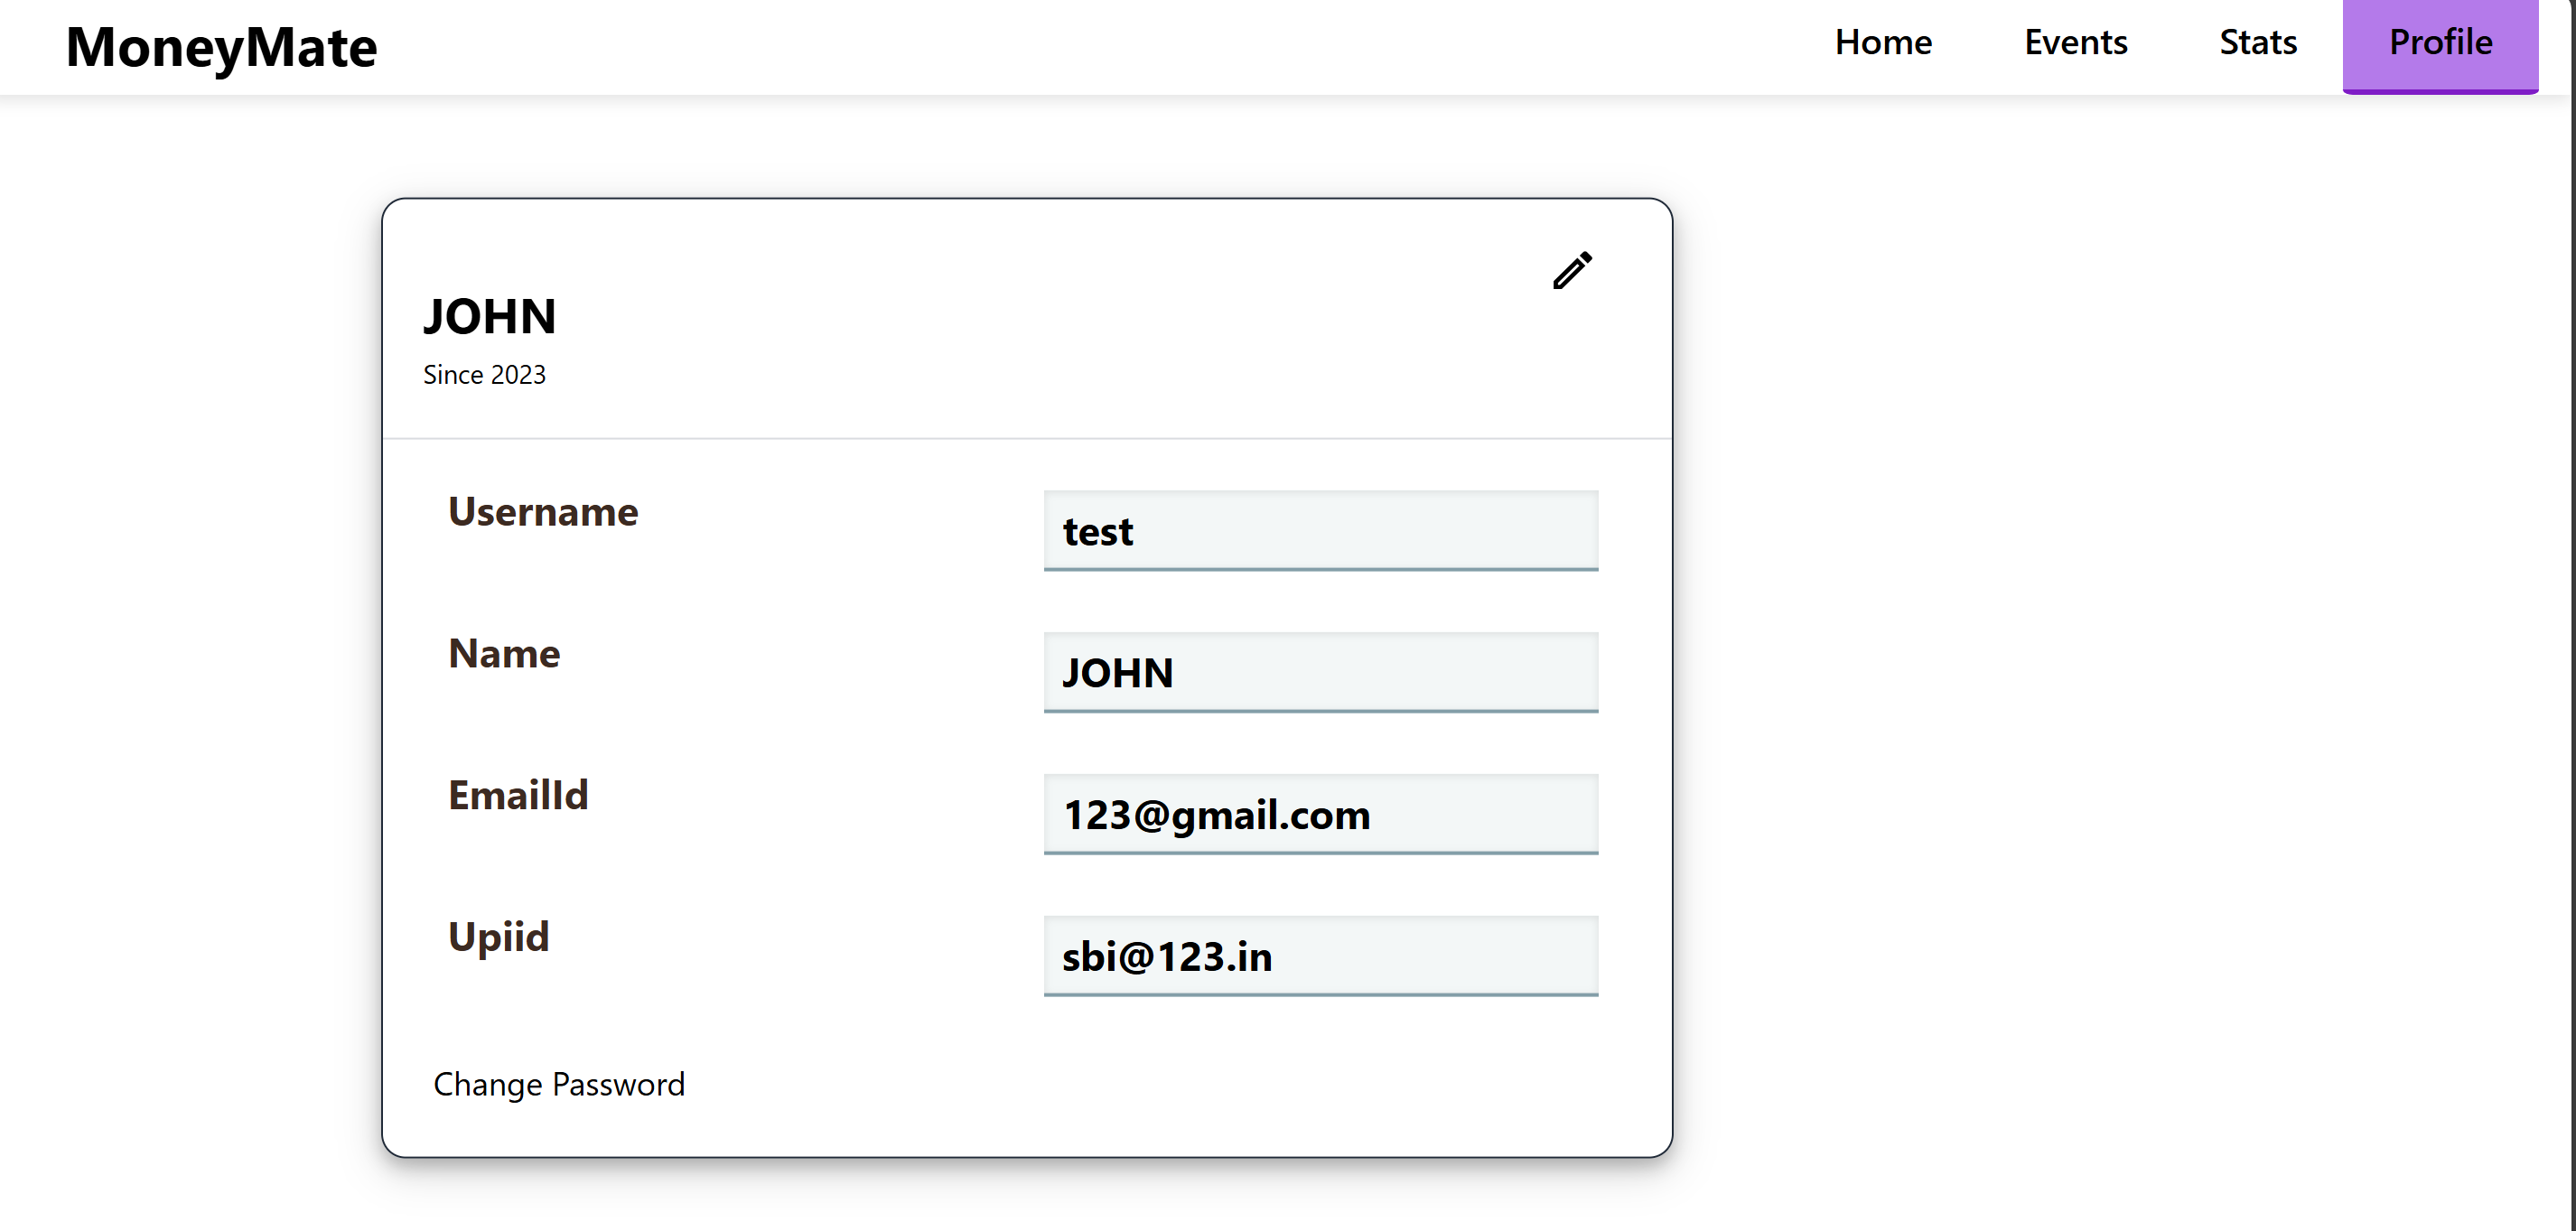 MoneyMate Home Events Stats Profile
JOHN
Since 2023
Username test
Name JOHN
EmailId 123@gmail.com
Upiid sbi@123.in
Change Password